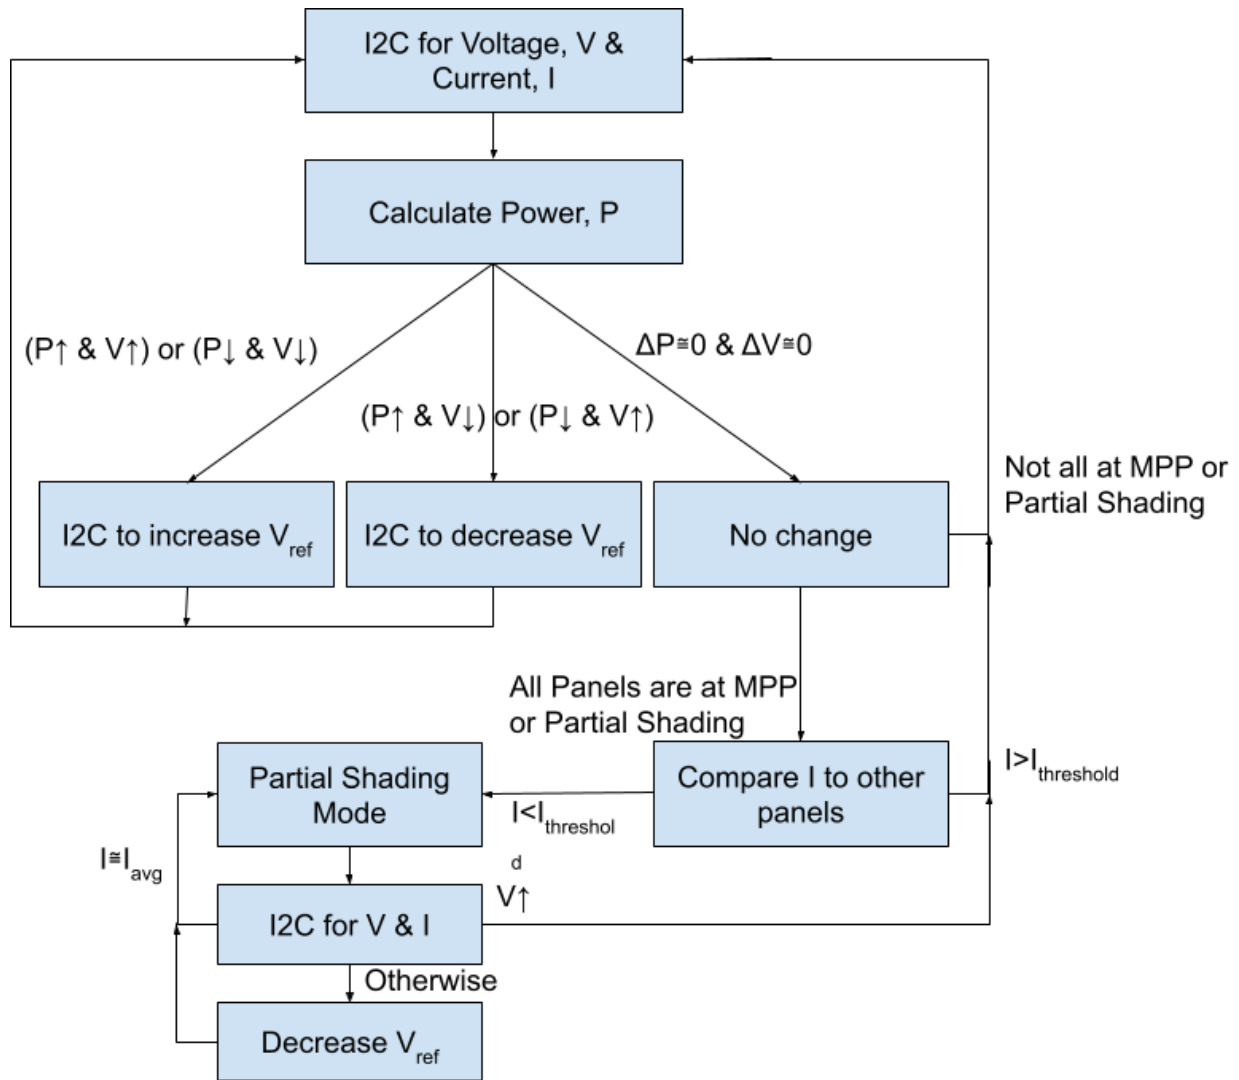 I2C for Voltage, V &
Current, I
Calculate Power, P
(P↑ & V↑) or (P↓ & V↓)
ΔP≅0 & ΔV≅0
(P↑ & V↓) or (P↓ & V↑)
Not all at MPP or
Partial Shading
I2C to increase Vref
I2C to decrease Vref
No change
All Panels are at MPP
or Partial Shading
Partial Shading
Mode
Compare I to other
panels
I>Ithreshold
I<Ithreshol
d
I≅Iavg
V↑
I2C for V & I
Otherwise
Decrease Vref